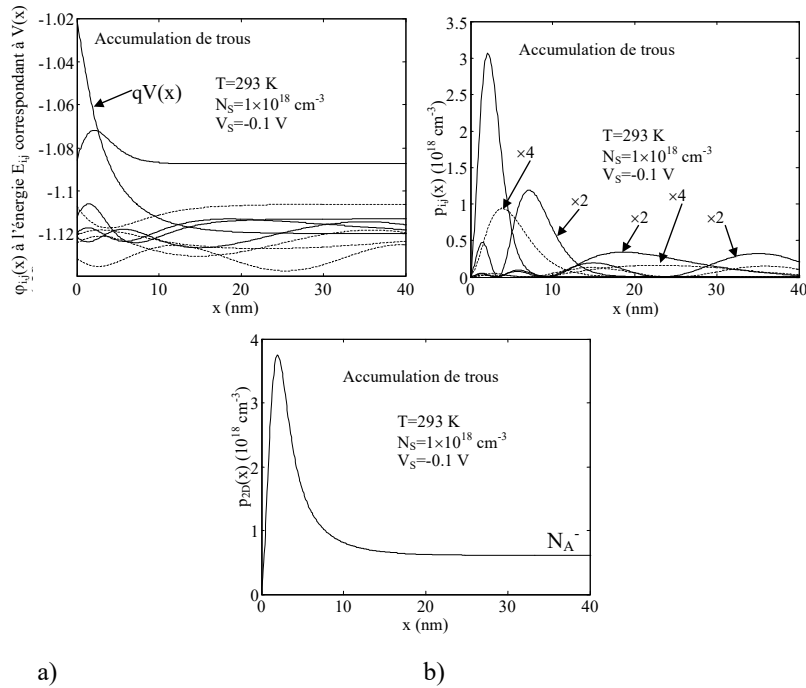 φi,j(x) à l'énergie Ei,j correspondant à V(x)
-1.02
-1.04
-1.06
-1.08
-1.1
-1.12
Accumulation de trous
qV(x)
T=293 K
NS=1×10^18 cm-3
VS=-0.1 V
0 10 20 30 40
x (nm)
pi,j(x) (10^18 cm-3)
3.5
3
2.5
2
1.5
1
0.5
0
Accumulation de trous
T=293 K
NS=1×10^18 cm-3
VS=-0.1 V
×4
×4
×2
×2
×2
0 10 20 30 40
x (nm)
p2D(x) (10^18 cm-3)
4
3
2
1
0
Accumulation de trous
T=293 K
NS=1×10^18 cm-3
VS=-0.1 V
NA-
0 10 20 30 40
x (nm)
a) b)